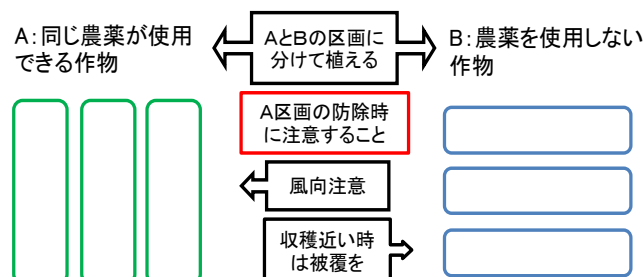 A:同じ農薬が使用
できる作物
AとBの区画に
分けて植える
B:農薬を使用しない
作物
A区画の防除時
に注意すること
風向注意
収穫近い時
は被覆を